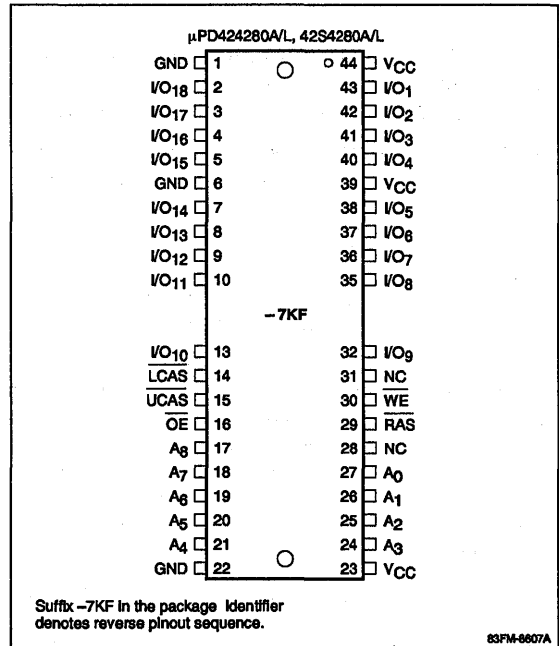 µPD424280A/L, 42S4280A/L
GND 1 44 VCC
I/O18 2 43 I/O1
I/O17 3 42 I/O2
I/O16 4 41 I/O3
I/O15 5 40 I/O4
GND 6 39 VCC
I/O14 7 38 I/O5
I/O13 8 37 I/O6
I/O12 9 36 I/O7
I/O11 10 35 I/O8
–7KF
I/O10 13 32 I/O9
LCAS 14 31 NC
UCAS 15 30 WE
OE 16 29 RAS
A8 17 28 NC
A7 18 27 A0
A6 19 26 A1
A5 20 25 A2
A4 21 24 A3
GND 22 23 VCC
Suffix –7KF in the package identifier
denotes reverse pinout sequence.
83FM-8607A